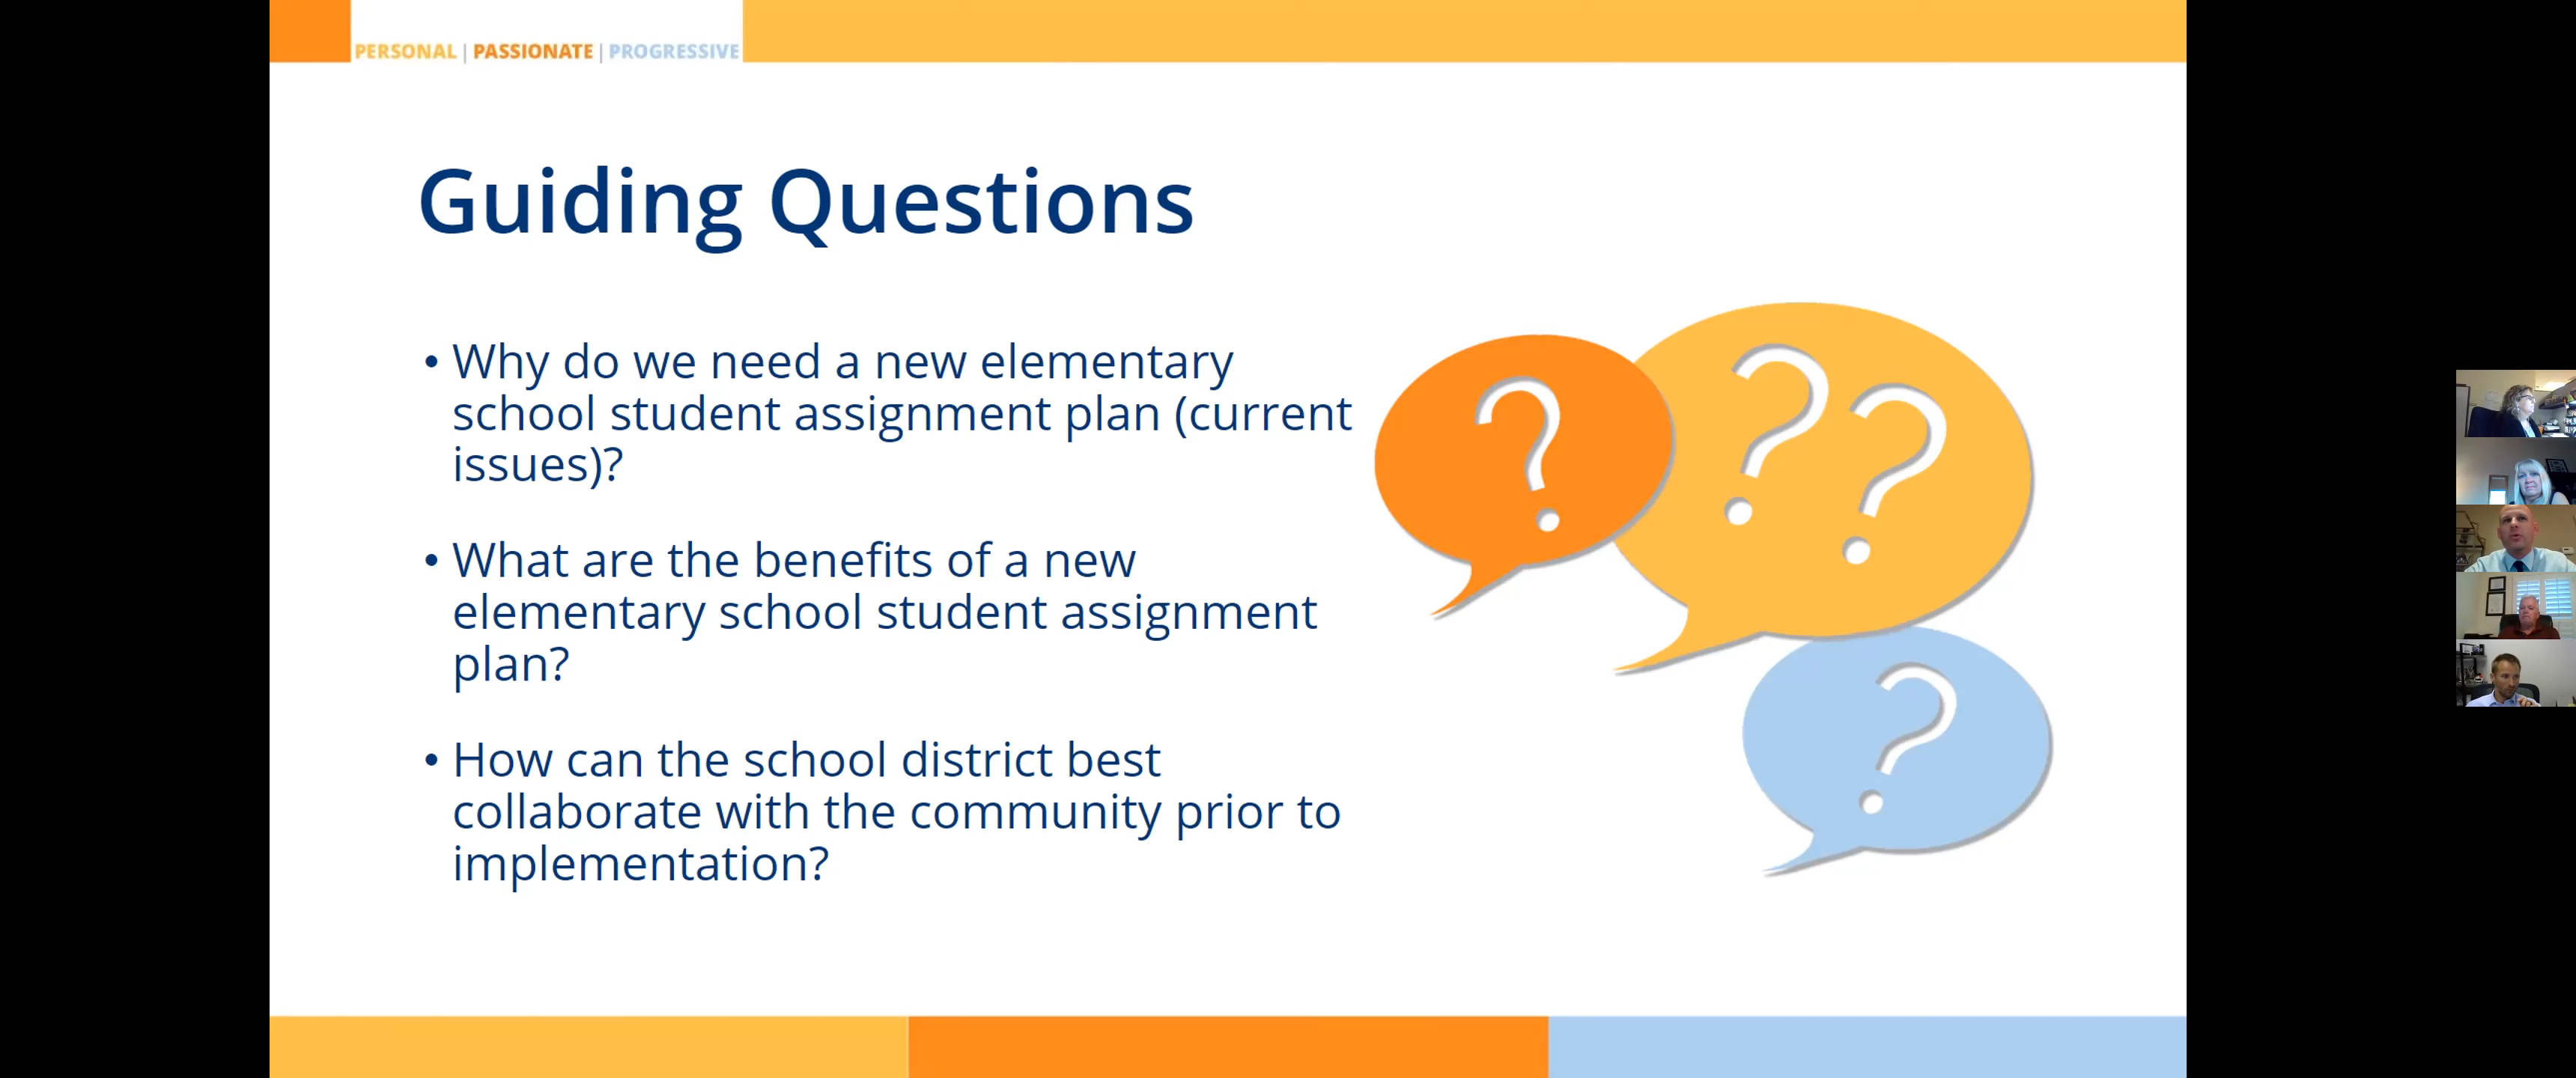 PERSONAL | PASSIONATE | PROGRESSIVE
Guiding Questions
• Why do we need a new elementary
school student assignment plan (current
issues)?
• What are the benefits of a new
elementary school student assignment
plan?
• How can the school district best
collaborate with the community prior to
implementation?
?
? ?
?